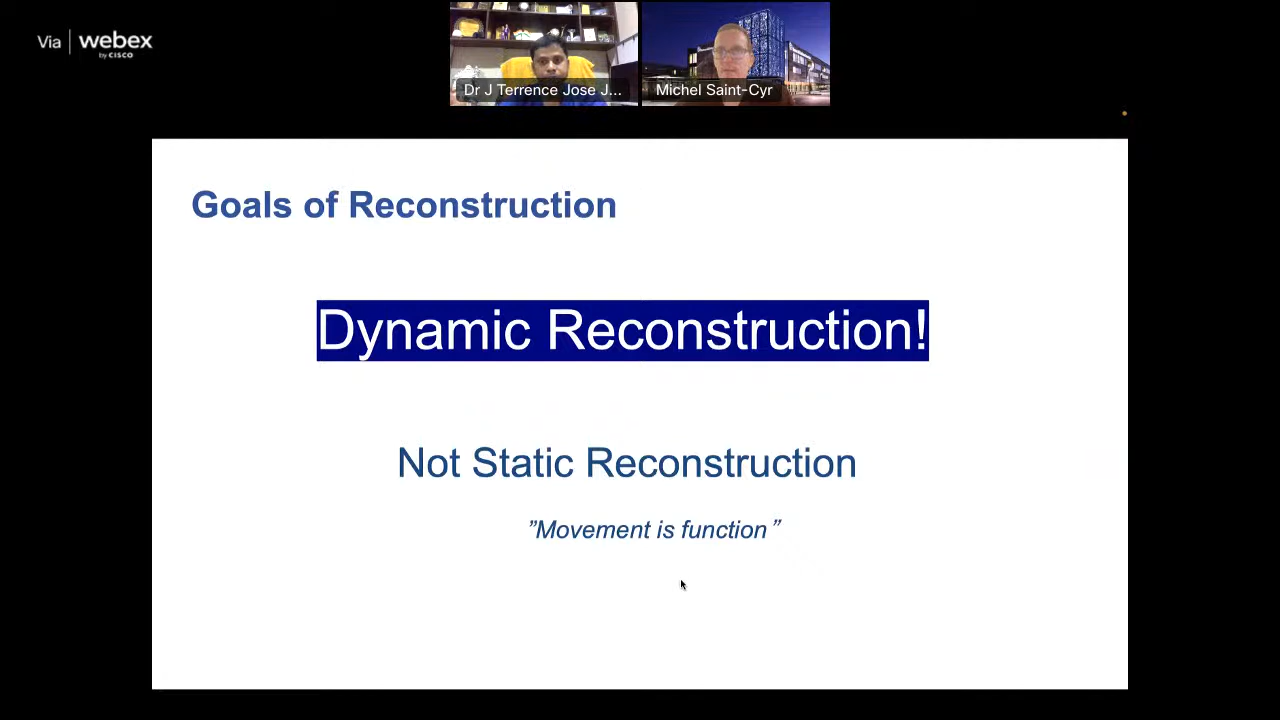 Via | webex
by CISCO
Dr J Terrence Jose J...
Michel Saint-Cyr
Goals of Reconstruction
Dynamic Reconstruction!
Not Static Reconstruction
”Movement is function”